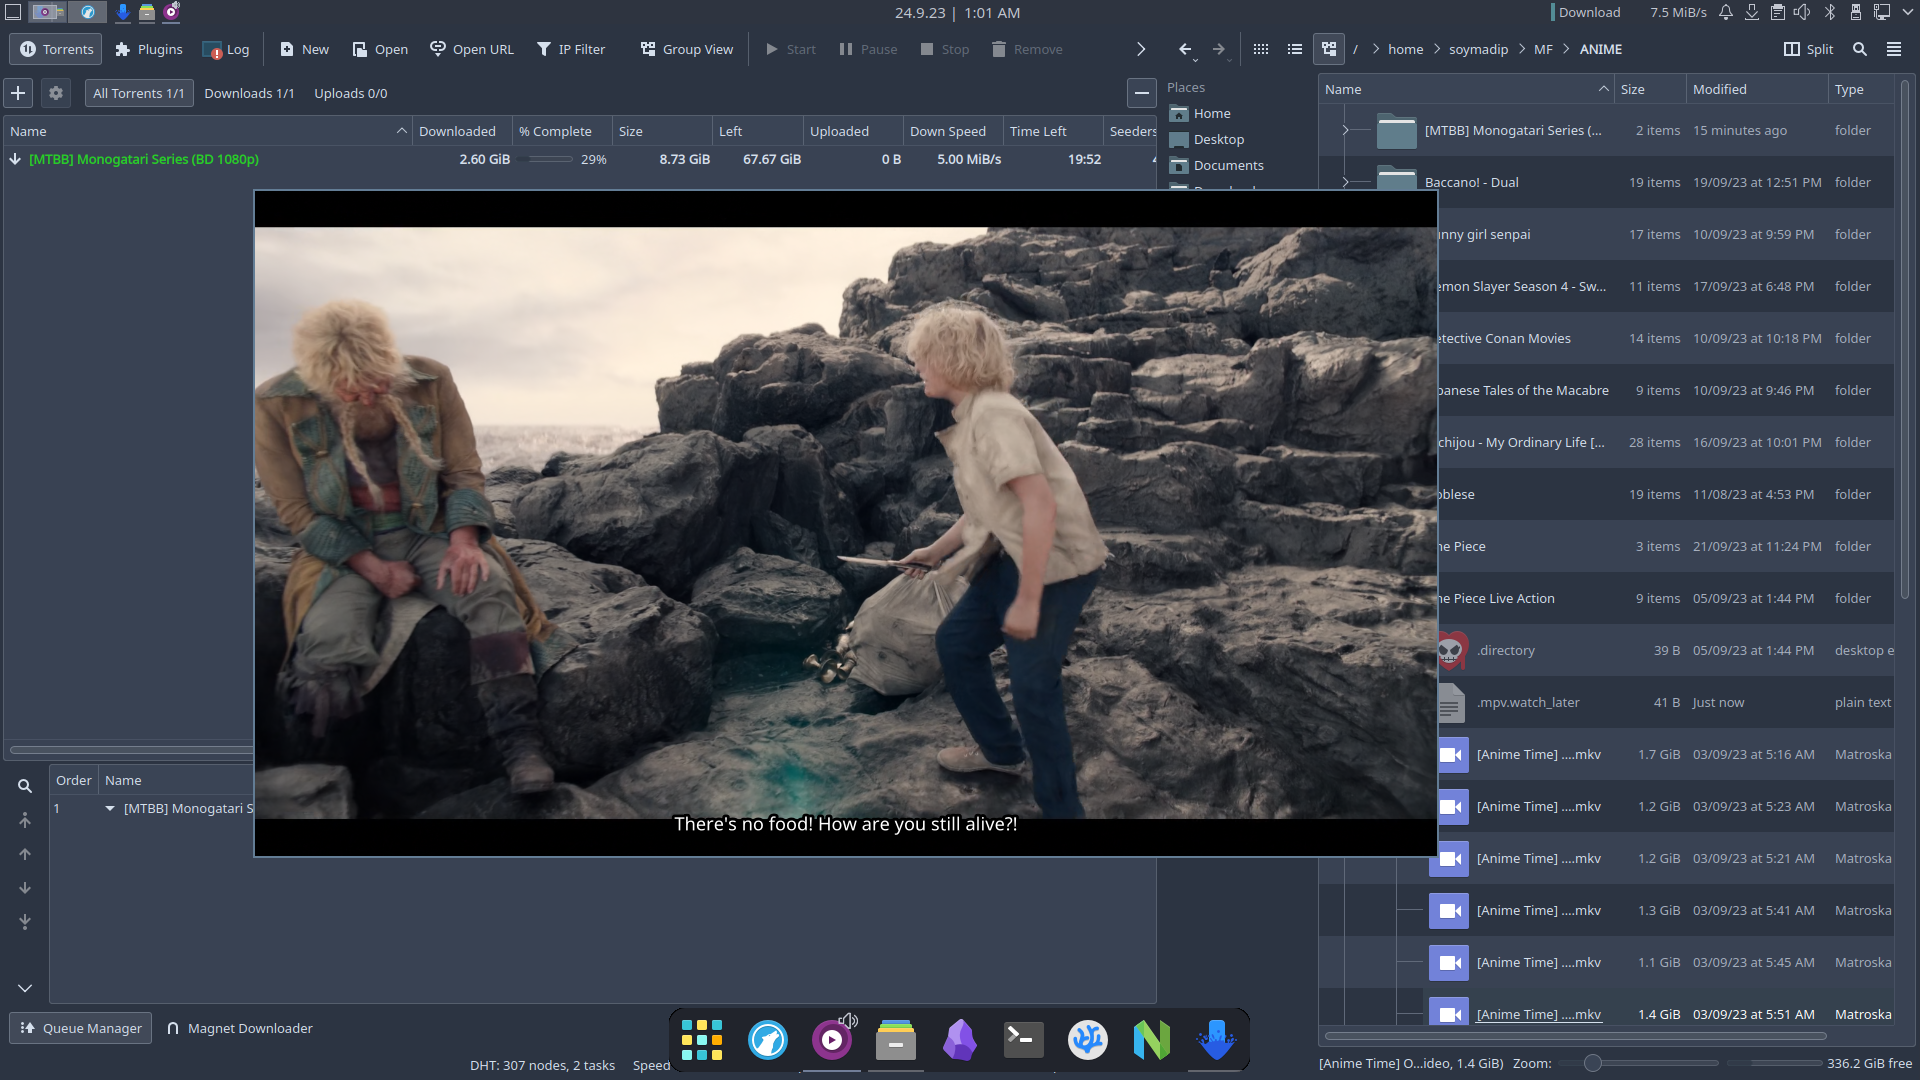 24.9.23 | 1:01 AM
Download 7.5 MiB/s
Torrents Plugins Log New Open Open URL IP Filter Group View Start Pause Stop Remove
/ > home > soymadip > MF > ANIME Split
All Torrents 1/1 Downloads 1/1 Uploads 0/0
Name Downloaded % Complete Size Left Uploaded Down Speed Time Left Seeders
[MTBB] Monogatari Series (BD 1080p) 2.60 GiB 29% 8.73 GiB 67.67 GiB 0 B 5.00 MiB/s 19:52
Places
Home
Desktop
Documents
Name Size Modified Type
[MTBB] Monogatari Series (... 2 items 15 minutes ago folder
Baccano! - Dual 19 items 19/09/23 at 12:51 PM folder
nny girl senpai 17 items 10/09/23 at 9:59 PM folder
emon Slayer Season 4 - Sw... 11 items 17/09/23 at 6:48 PM folder
etective Conan Movies 14 items 10/09/23 at 10:18 PM folder
panese Tales of the Macabre 9 items 10/09/23 at 9:46 PM folder
chijou - My Ordinary Life [... 28 items 16/09/23 at 10:01 PM folder
oblese 19 items 11/08/23 at 4:53 PM folder
ne Piece 3 items 21/09/23 at 11:24 PM folder
ne Piece Live Action 9 items 05/09/23 at 1:44 PM folder
.directory 39 B 05/09/23 at 1:44 PM desktop e
.mpv.watch_later 41 B Just now plain text
[Anime Time] ....mkv 1.7 GiB 03/09/23 at 5:16 AM Matroska
[Anime Time] ....mkv 1.2 GiB 03/09/23 at 5:23 AM Matroska
[Anime Time] ....mkv 1.2 GiB 03/09/23 at 5:21 AM Matroska
[Anime Time] ....mkv 1.3 GiB 03/09/23 at 5:41 AM Matroska
[Anime Time] ....mkv 1.1 GiB 03/09/23 at 5:45 AM Matroska
[Anime Time] ....mkv 1.4 GiB 03/09/23 at 5:51 AM Matroska
There's no food! How are you still alive?!
Order Name
1 [MTBB] Monogatari S
Queue Manager Magnet Downloader
DHT: 307 nodes, 2 tasks Speed
[Anime Time] O...ideo, 1.4 GiB) Zoom: 336.2 GiB free